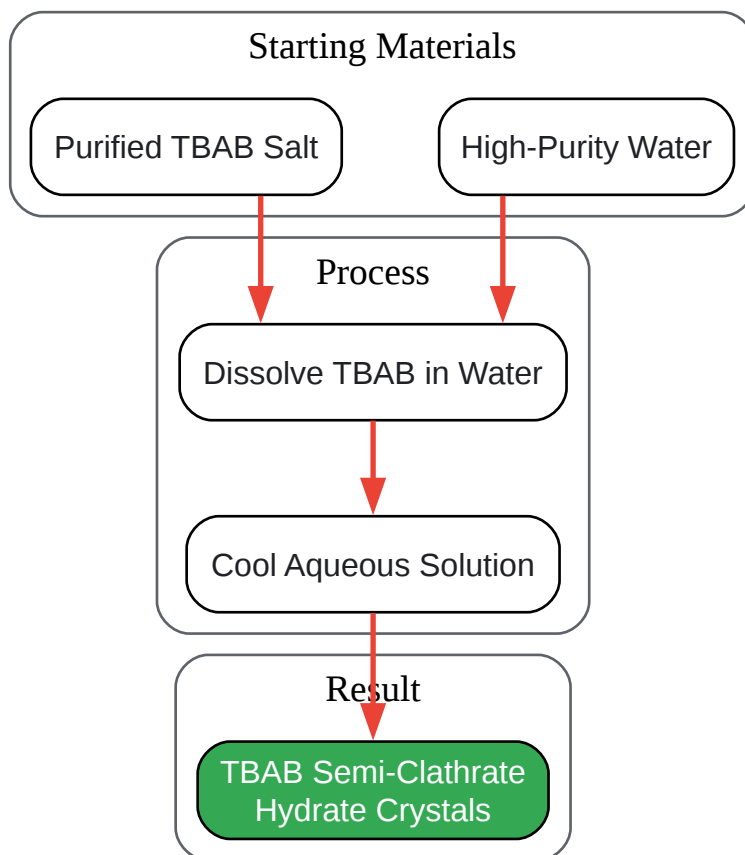 Starting Materials
Purified TBAB Salt
High-Purity Water
Process
Dissolve TBAB in Water
Cool Aqueous Solution
Result
TBAB Semi-Clathrate
Hydrate Crystals